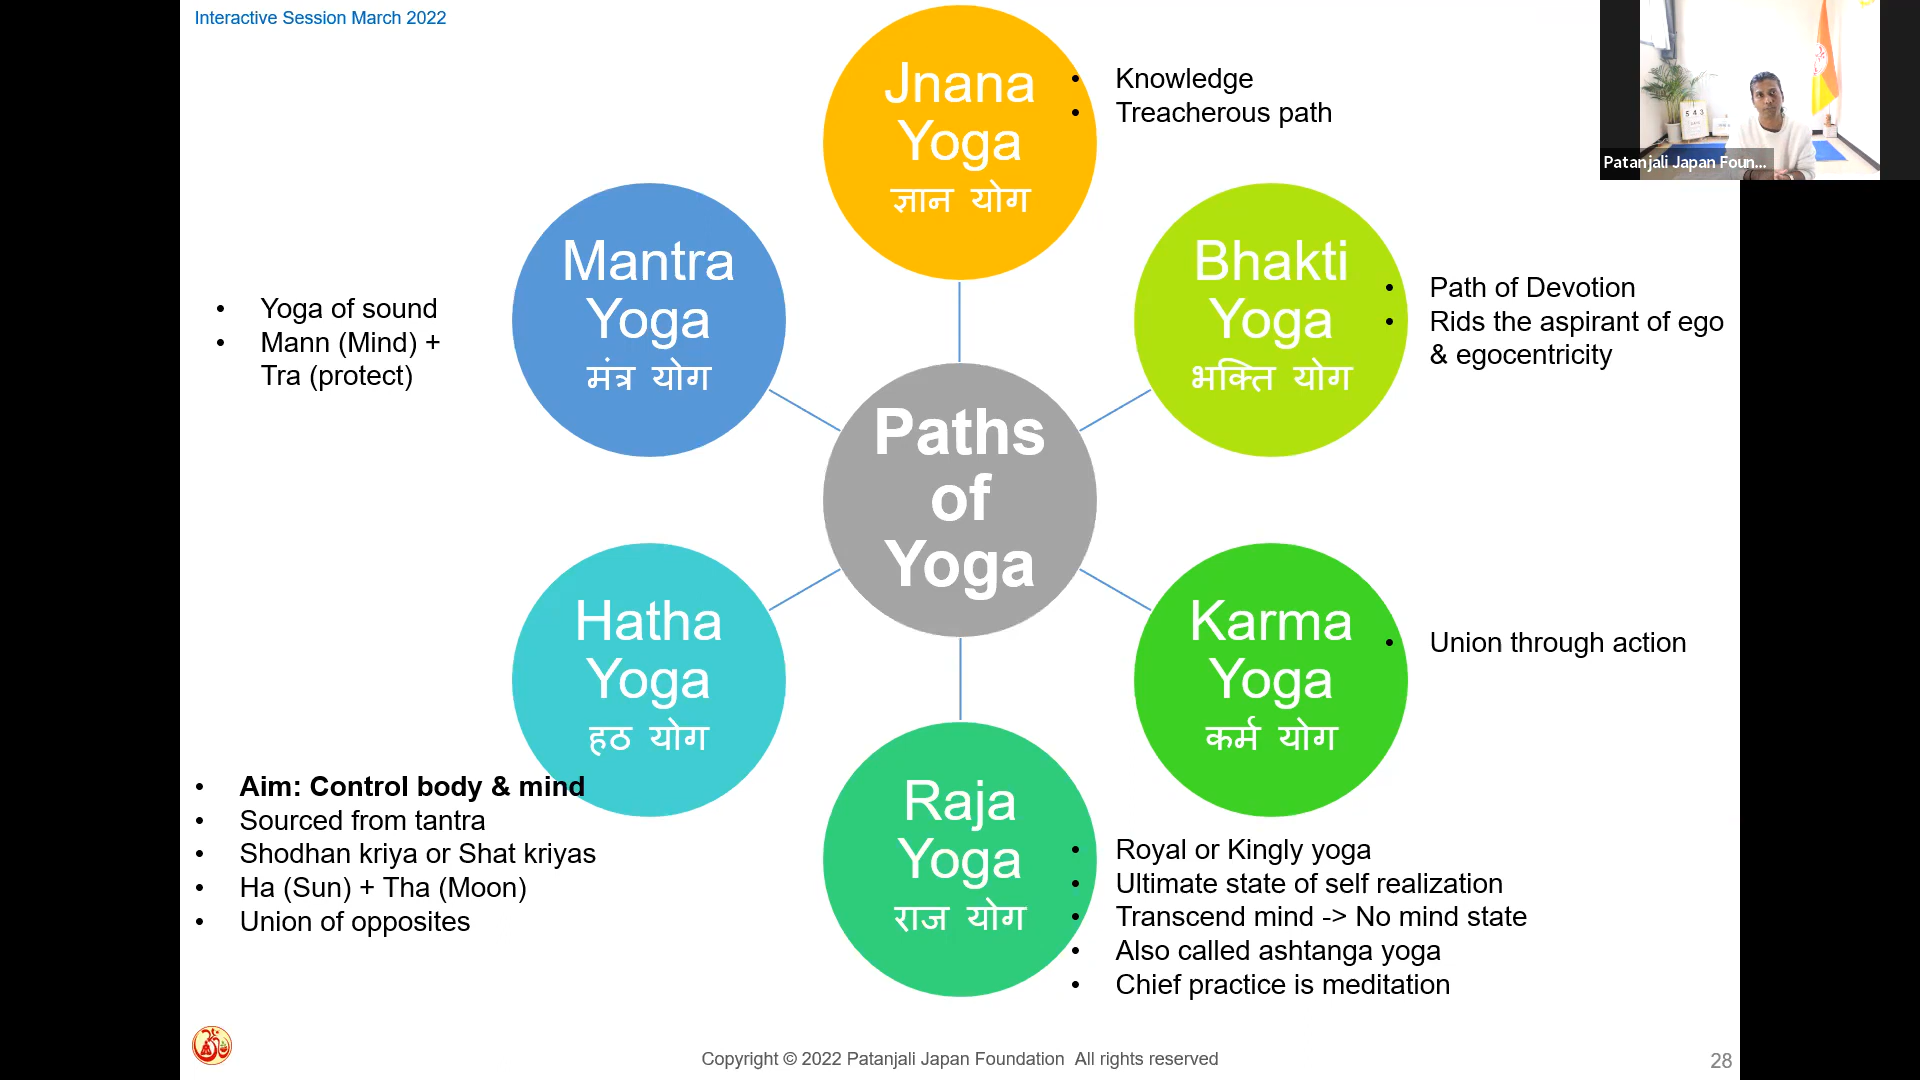 Interactive Session March 2022
Jnana
Yoga
ज्ञान योग
• Knowledge
• Treacherous path
Patanjali Japan Foun...
Mantra
Yoga
मंत्र योग
• Yoga of sound
• Mann (Mind) +
Tra (protect)
Bhakti
Yoga
भक्ति योग
• Path of Devotion
• Rids the aspirant of ego
& egocentricity
Paths
of
Yoga
Hatha
Yoga
हठ योग
• Aim: Control body & mind
• Sourced from tantra
• Shodhan kriya or Shat kriyas
• Ha (Sun) + Tha (Moon)
• Union of opposites
Karma
Yoga
कर्म योग
• Union through action
Raja
Yoga
राज योग
• Royal or Kingly yoga
• Ultimate state of self realization
• Transcend mind -> No mind state
• Also called ashtanga yoga
• Chief practice is meditation
Copyright © 2022 Patanjali Japan Foundation All rights reserved
28